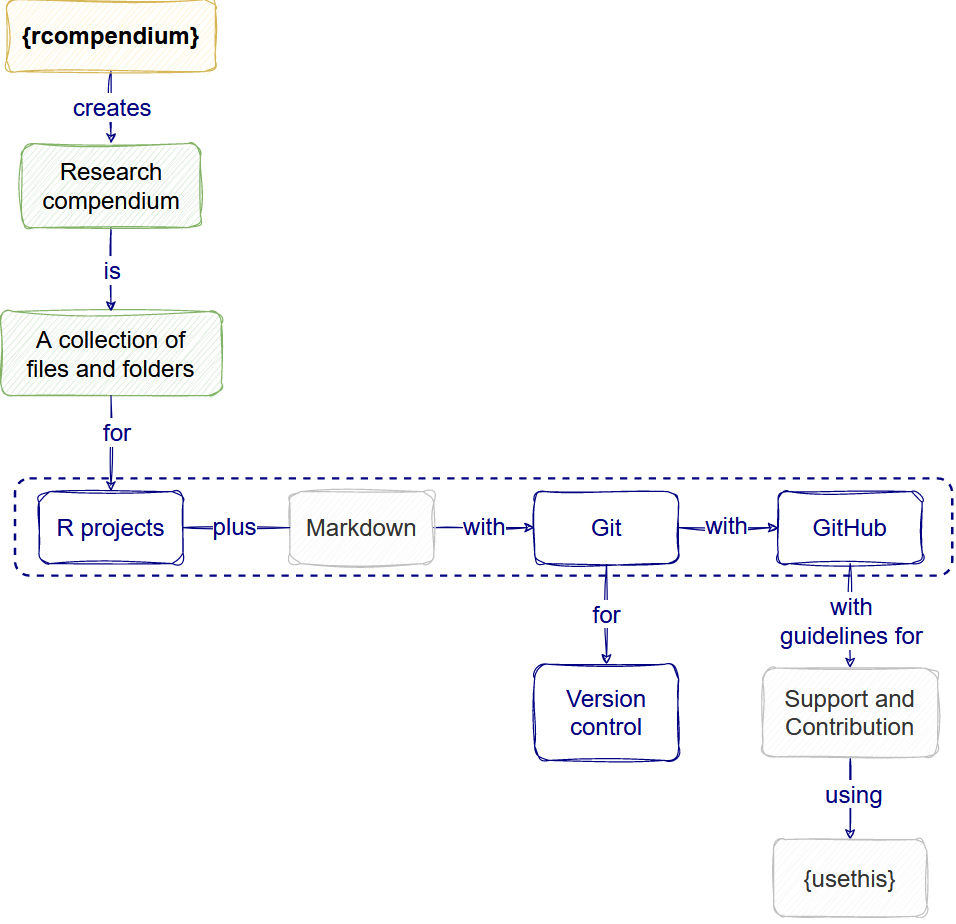 {rcompendium}
creates
Research
compendium
is
A collection of
files and folders
for
R projects
plus
Markdown
with
Git
with
GitHub
for
Version
control
with
guidelines for
Support and
Contribution
using
{usethis}